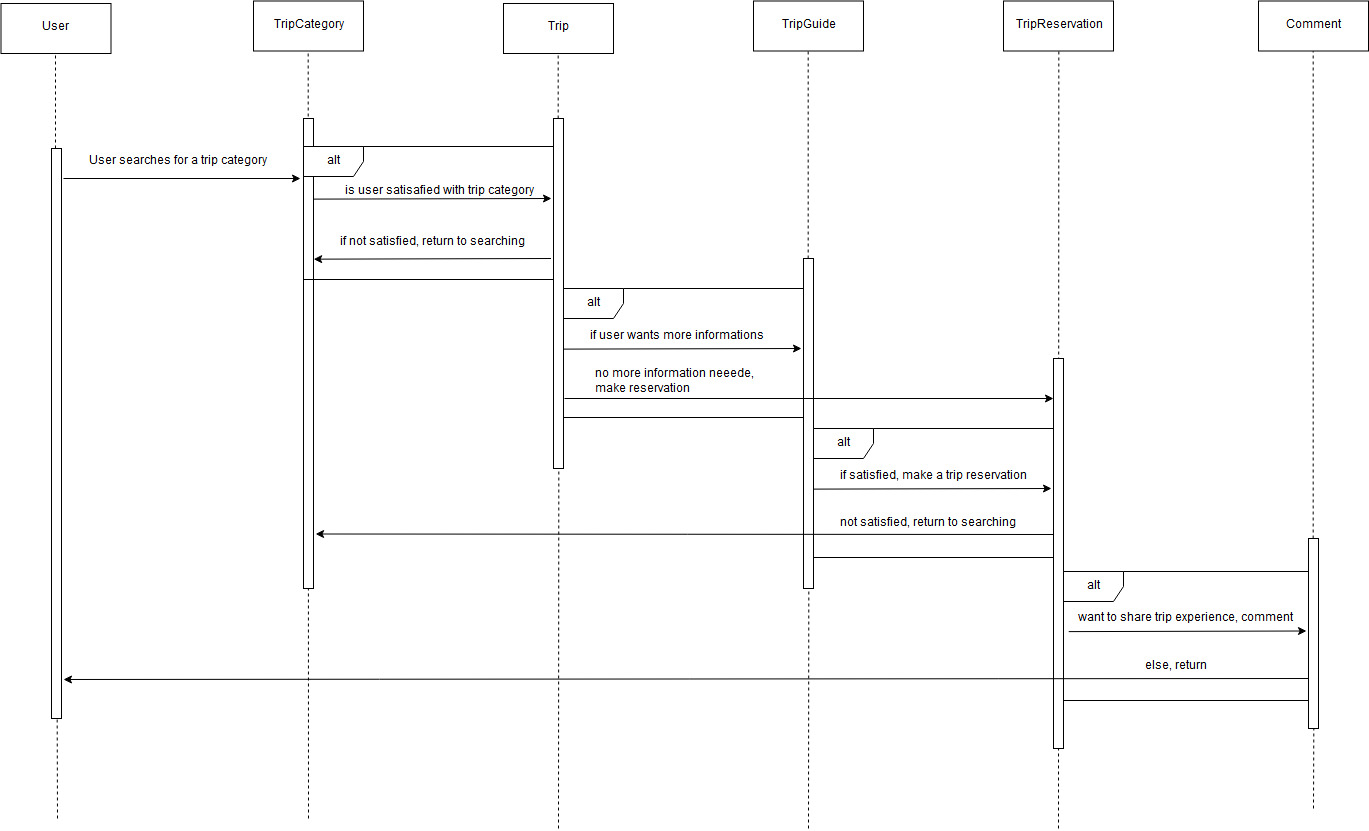 User
TripCategory
Trip
TripGuide
TripReservation
Comment
User searches for a trip category
alt
is user satisafied with trip category
if not satisfied, return to searching
alt
if user wants more informations
no more information neeede,
make reservation
alt
if satisfied, make a trip reservation
not satisfied, return to searching
alt
want to share trip experience, comment
else, return